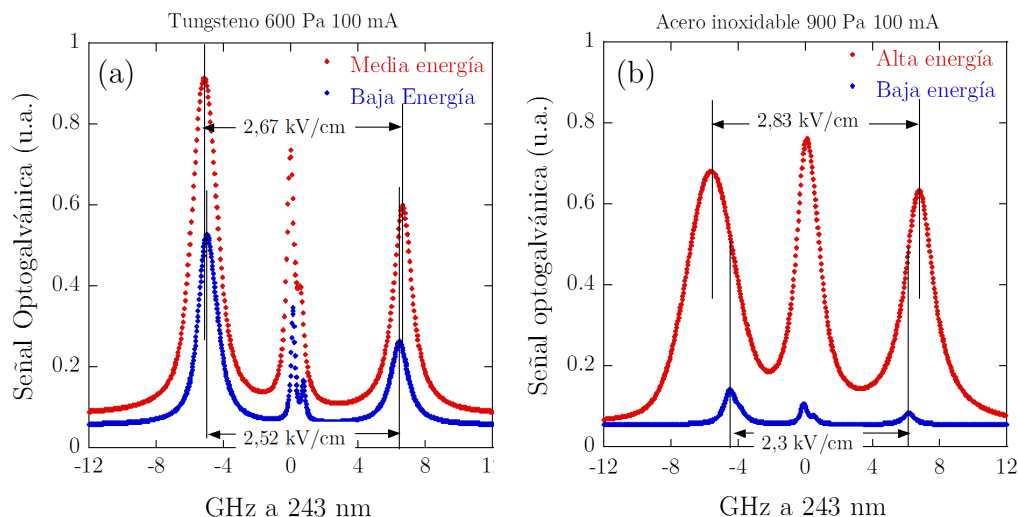 Tungsteno 600 Pa 100 mA
(a)
Media energía
Baja Energía
2,67 kV/cm
2,52 kV/cm
Señal Optogalvánica (u.a.)
1
0.8
0.6
0.4
0.2
0
-12 -8 -4 0 4 8 12
GHz a 243 nm
Acero inoxidable 900 Pa 100 mA
(b)
Alta energía
Baja energía
2,83 kV/cm
2,3 kV/cm
Señal optogalvánica (u.a.)
1
0.8
0.6
0.4
0.2
0
-12 -8 -4 0 4 8 12
GHz a 243 nm